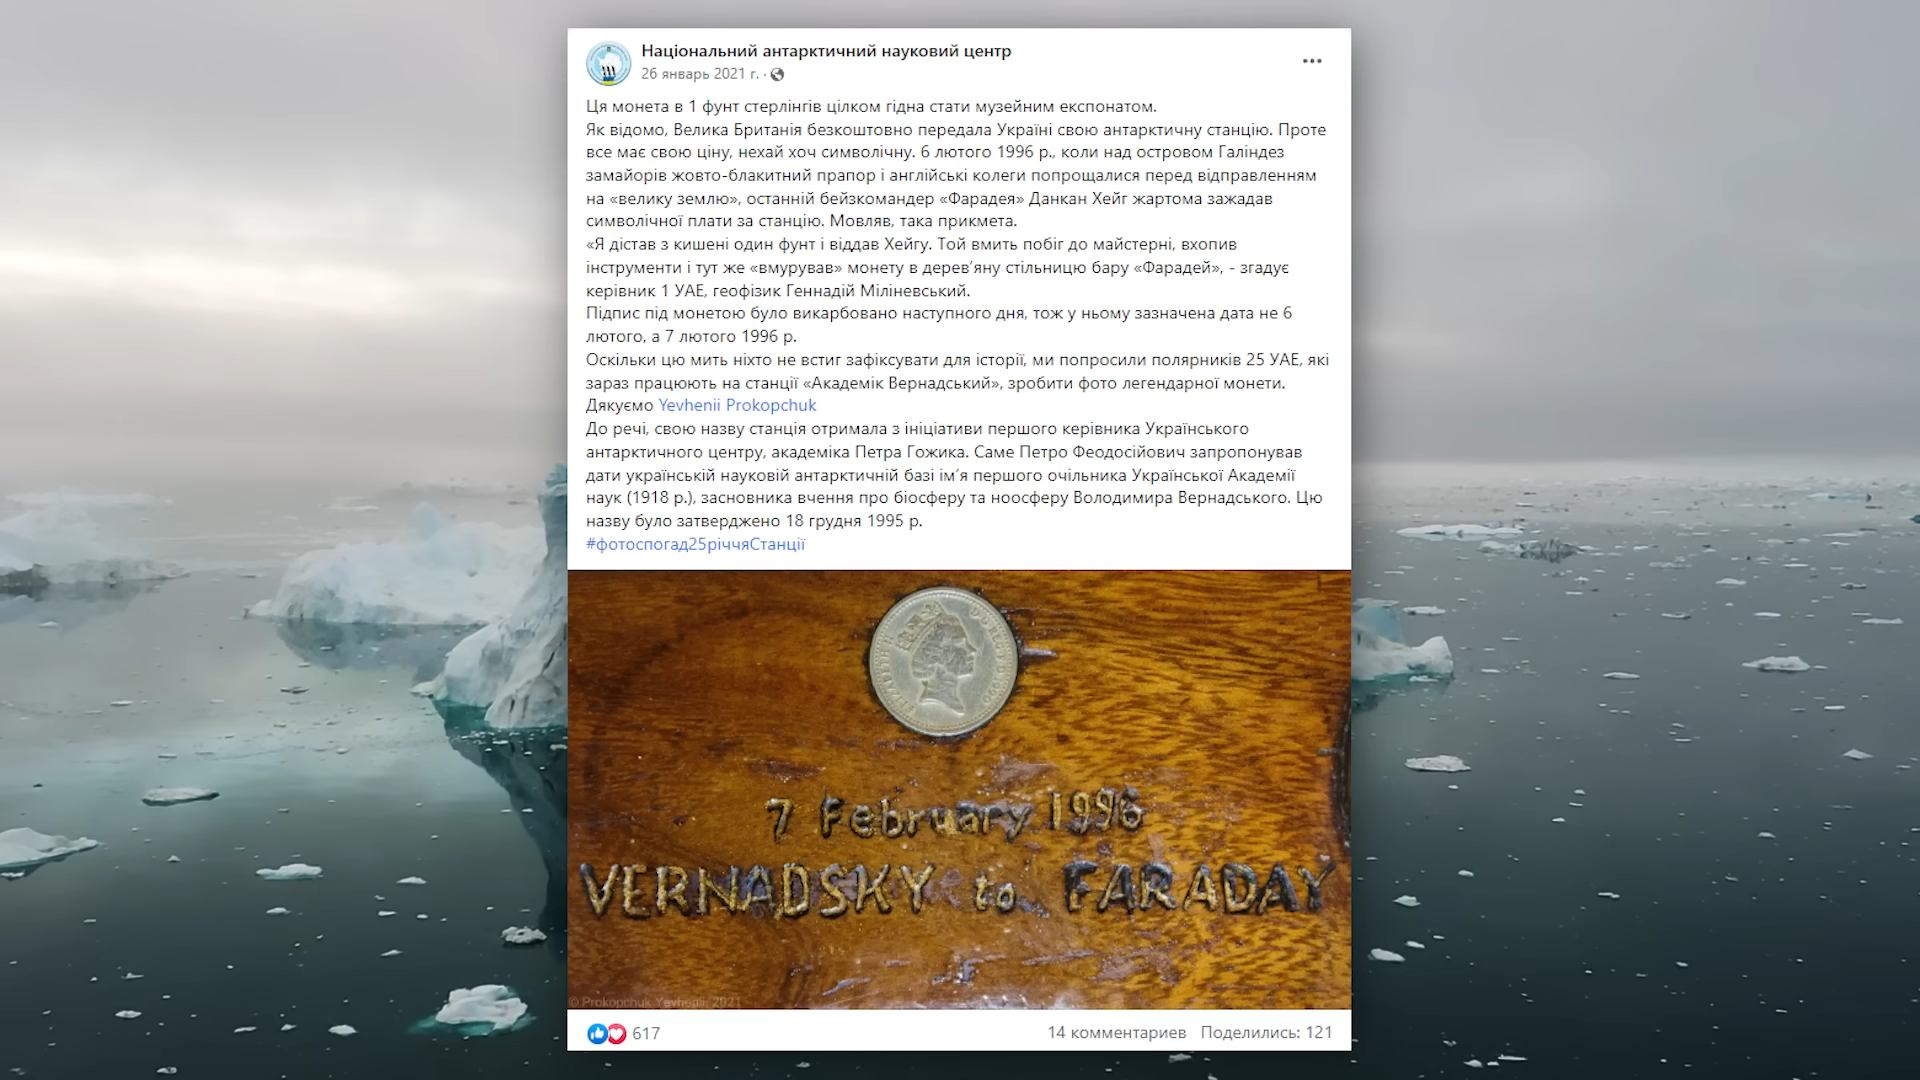 Національний антарктичний науковий центр
26 январь 2021 г. ·
Ця монета в 1 фунт стерлінгів цілком гідна стати музейним експонатом.
Як відомо, Велика Британія безкоштовно передала Україні свою антарктичну станцію. Проте
все має свою ціну, нехай хоч символічну. 6 лютого 1996 р., коли над островом Галіндез
замайорів жовто-блакитний прапор і англійські колеги попрощалися перед відправленням
на «велику землю», останній бейзкомандер «Фарадея» Данкан Хейг жартома зажадав
символічної плати за станцію. Мовляв, така прикмета.
«Я дістав з кишені один фунт і віддав Хейгу. Той вмить побіг до майстерні, вхопив
інструменти і тут же «вмурував» монету в дерев’яну стільницю бару «Фарадей», - згадує
керівник 1 УАЕ, геофізик Геннадій Міліневський.
Підпис під монетою було викарбовано наступного дня, тож у ньому зазначена дата не 6
лютого, а 7 лютого 1996 р.
Оскільки цю мить ніхто не встиг зафіксувати для історії, ми попросили полярників 25 УАЕ, які
зараз працюють на станції «Академік Вернадський», зробити фото легендарної монети.
Дякуємо Yevhenii Prokopchuk
До речі, свою назву станція отримала з ініціативи першого керівника Українського
антарктичного центру, академіка Петра Гожика. Саме Петро Феодосійович запропонував
дати українській науковій антарктичній базі ім’я першого очільника Української Академії
наук (1918 р.), засновника вчення про біосферу та ноосферу Володимира Вернадського. Цю
назву було затверджено 18 грудня 1995 р.
#фотоспогад25річчяСтанції
7 February 1996
VERNADSKY to FARADAY
© Prokopchuk Yevhenii, 2021
617
14 комментариев Поделились: 121